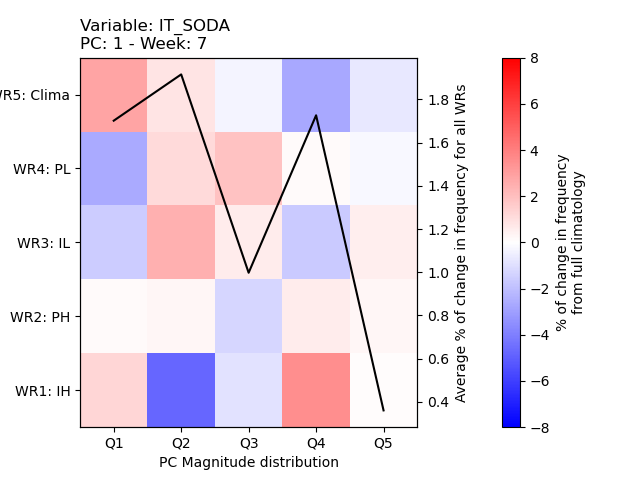 Variable: IT_SODA
PC: 1 - Week: 7
WR5: Clima
WR4: PL
WR3: IL
WR2: PH
WR1: IH
Q1 Q2 Q3 Q4 Q5
PC Magnitude distribution
1.8
1.6
1.4
1.2
1.0
0.8
0.6
0.4
Average % of change in frequency for all WRs
8
6
4
2
0
−2
−4
−6
−8
% of change in frequency
from full climatology